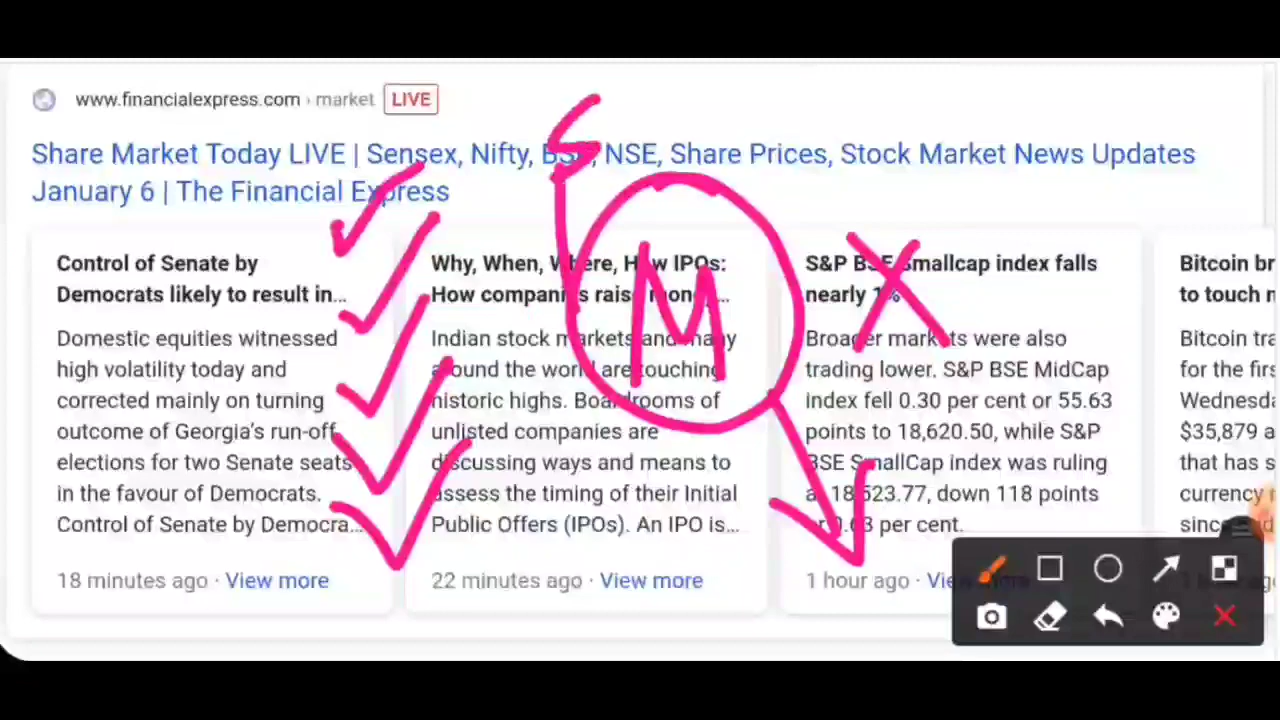 www.financialexpress.com › market LIVE
Share Market Today LIVE | Sensex, Nifty, BSE, NSE, Share Prices, Stock Market News Updates
January 6 | The Financial Express
Control of Senate by
Democrats likely to result in...
Domestic equities witnessed
high volatility today and
corrected mainly on turning
outcome of Georgia's run-off
elections for two Senate seats
in the favour of Democrats.
Control of Senate by Democra...
18 minutes ago · View more
Why, When, Where, How IPOs:
How companies raise money...
Indian stock markets and many
around the world are touching
historic highs. Boardrooms of
unlisted companies are
discussing ways and means to
assess the timing of their Initial
Public Offers (IPOs). An IPO is...
22 minutes ago · View more
S&P BSE Smallcap index falls
nearly 1%
Broader markets were also
trading lower. S&P BSE MidCap
index fell 0.30 per cent or 55.63
points to 18,620.50, while S&P
BSE SmallCap index was ruling
at 18,523.77, down 118 points
or 0.63 per cent.
1 hour ago · View more
Bitcoin br
to touch
Bitcoin tra
for the firs
Wednesda
$35,879 a
that has s
currency
M